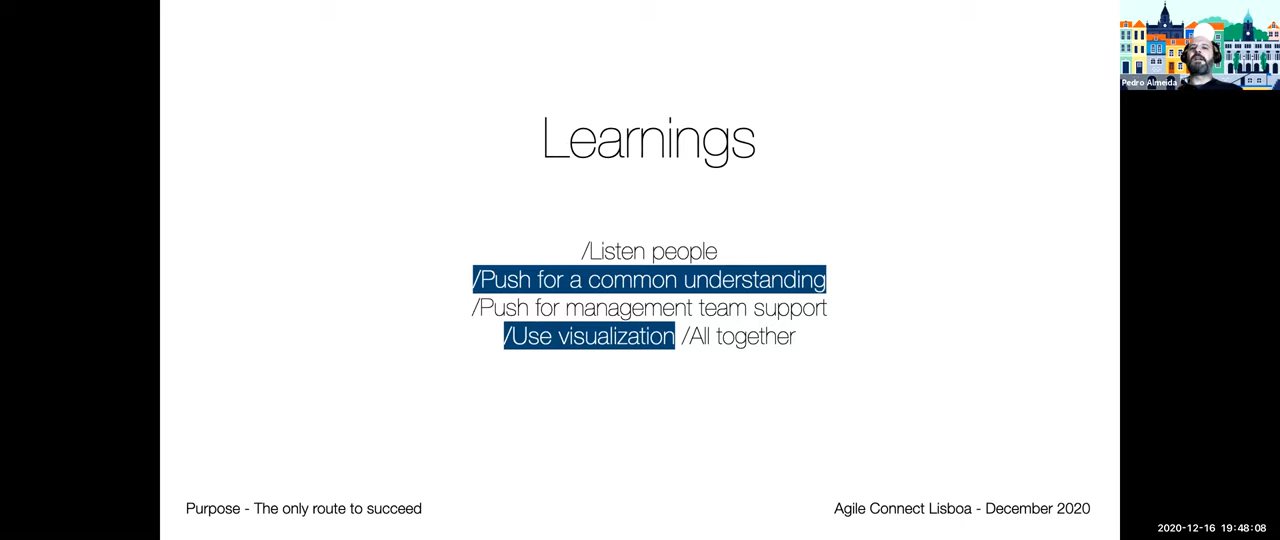 Pedro Almeida
Learnings
/Listen people
/Push for a common understanding
/Push for management team support
/Use visualization /All together
Purpose - The only route to succeed
Agile Connect Lisboa - December 2020
2020-12-16 19:48:08